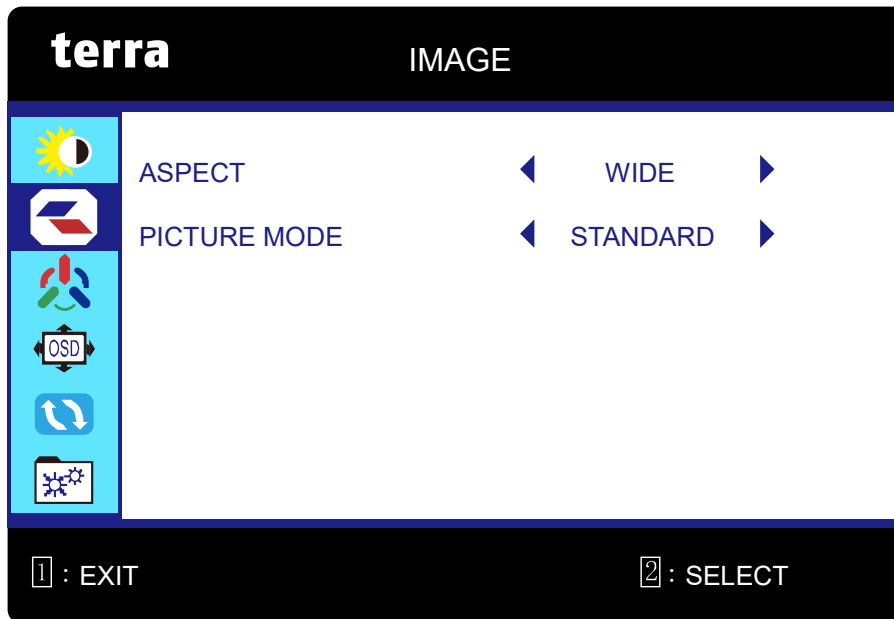 terra
IMAGE
ASPECT WIDE
PICTURE MODE STANDARD
OSD
1 : EXIT 2 : SELECT